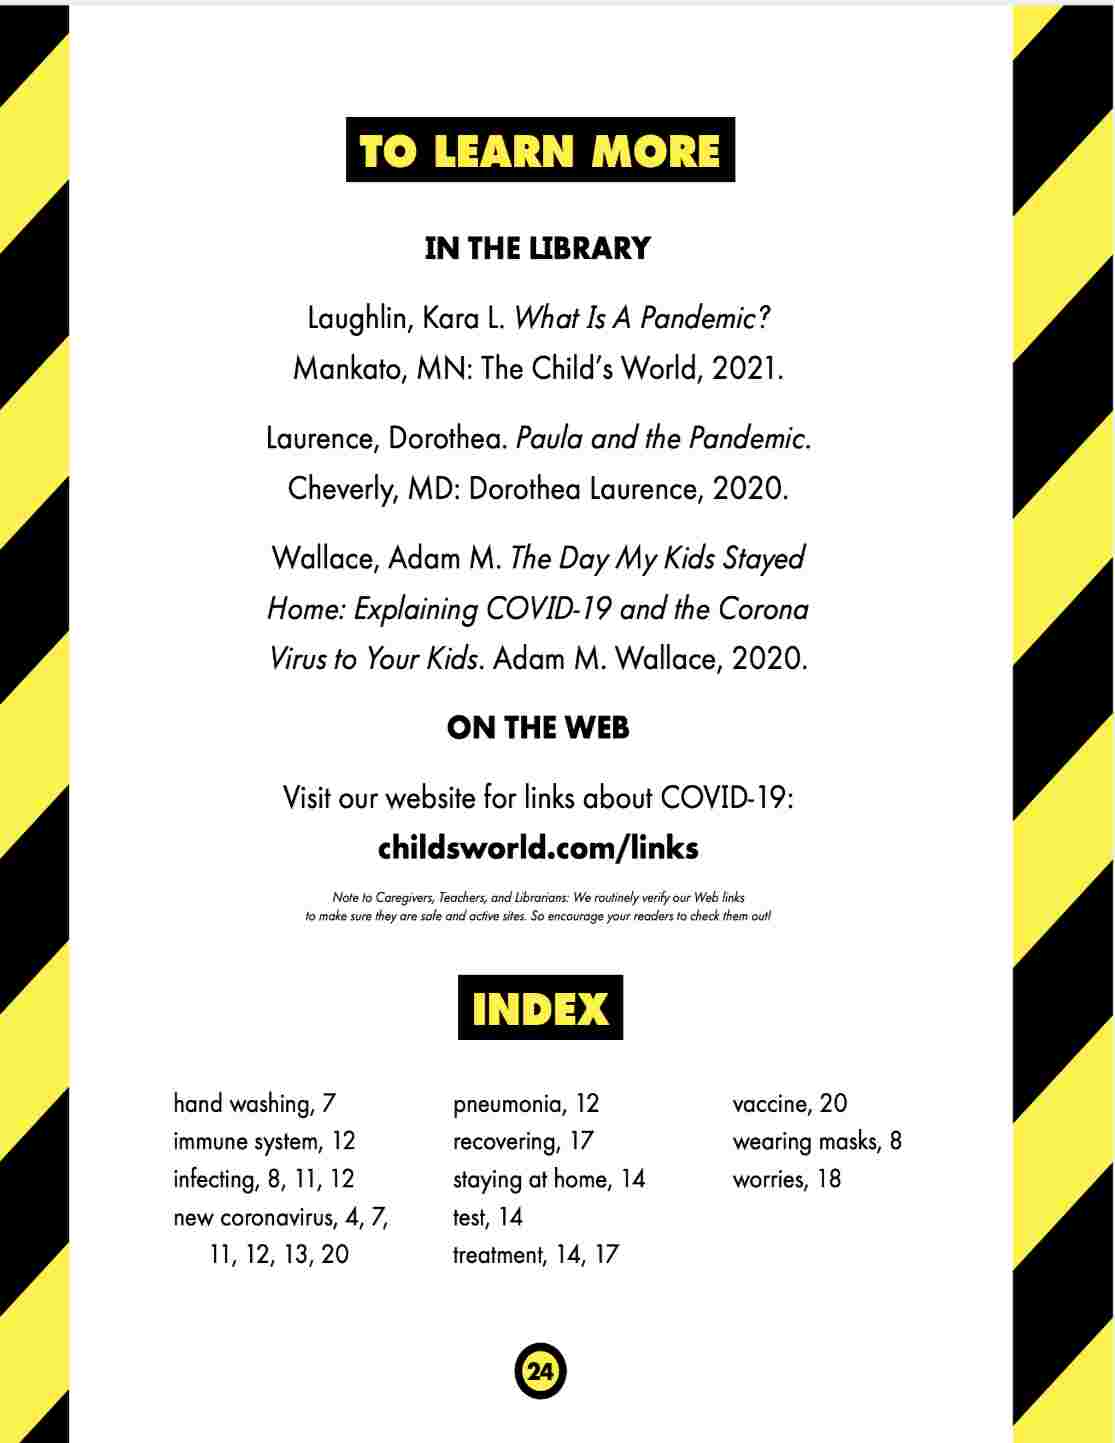 TO LEARN MORE
IN THE LIBRARY
Laughlin, Kara L. What Is A Pandemic?
Mankato, MN: The Child’s World, 2021.
Laurence, Dorothea. Paula and the Pandemic.
Cheverly, MD: Dorothea Laurence, 2020.
Wallace, Adam M. The Day My Kids Stayed
Home: Explaining COVID-19 and the Corona
Virus to Your Kids. Adam M. Wallace, 2020.
ON THE WEB
Visit our website for links about COVID-19:
childsworld.com/links
Note to Caregivers, Teachers, and Librarians: We routinely verify our Web links
to make sure they are safe and active sites. So encourage your readers to check them out!
INDEX
hand washing, 7
immune system, 12
infecting, 8, 11, 12
new coronavirus, 4, 7,
11, 12, 13, 20
pneumonia, 12
recovering, 17
staying at home, 14
test, 14
treatment, 14, 17
vaccine, 20
wearing masks, 8
worries, 18
24